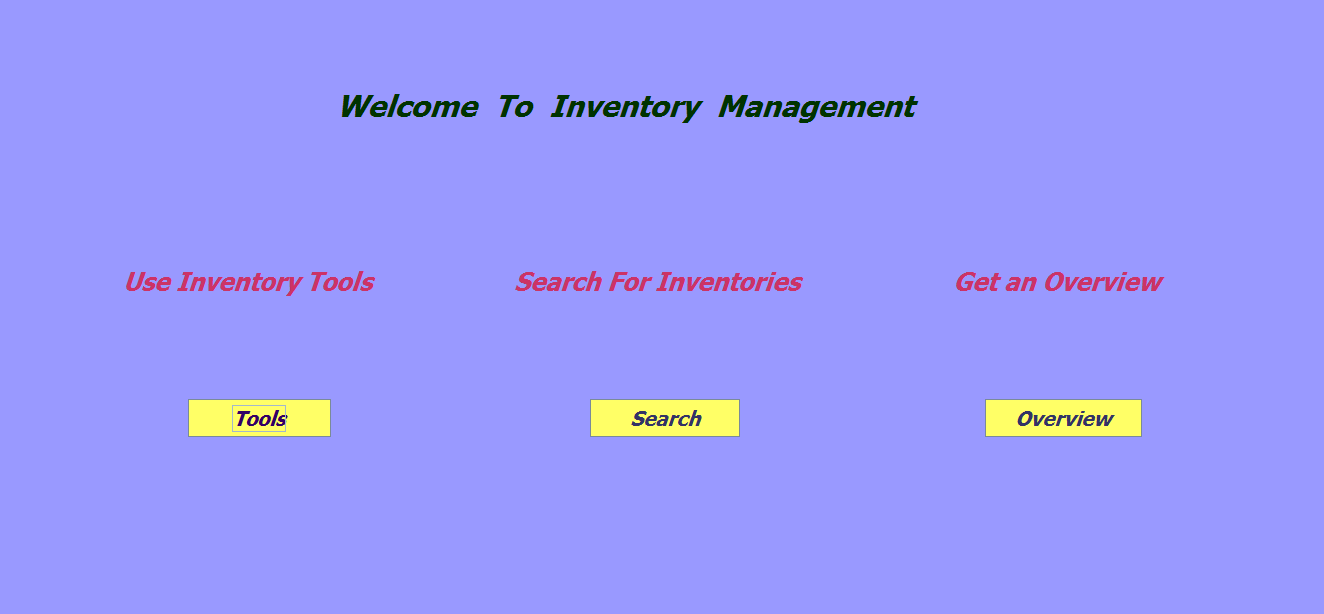 Welcome To Inventory Management
Use Inventory Tools
Search For Inventories
Get an Overview
Tools
Search
Overview